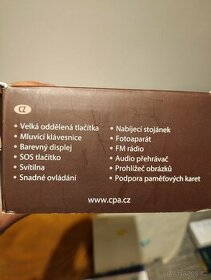 CZ
• Velká oddělená tlačítka
• Mluvící klávesnice
• Barevný displej
• SOS tlačítko
• Svítilna
• Snadné ovládání
• Nabíjecí stojánek
• Fotoaparát
• FM rádio
• Audio přehrávač
• Prohlížeč obrázků
• Podpora paměťových karet
www.cpa.cz